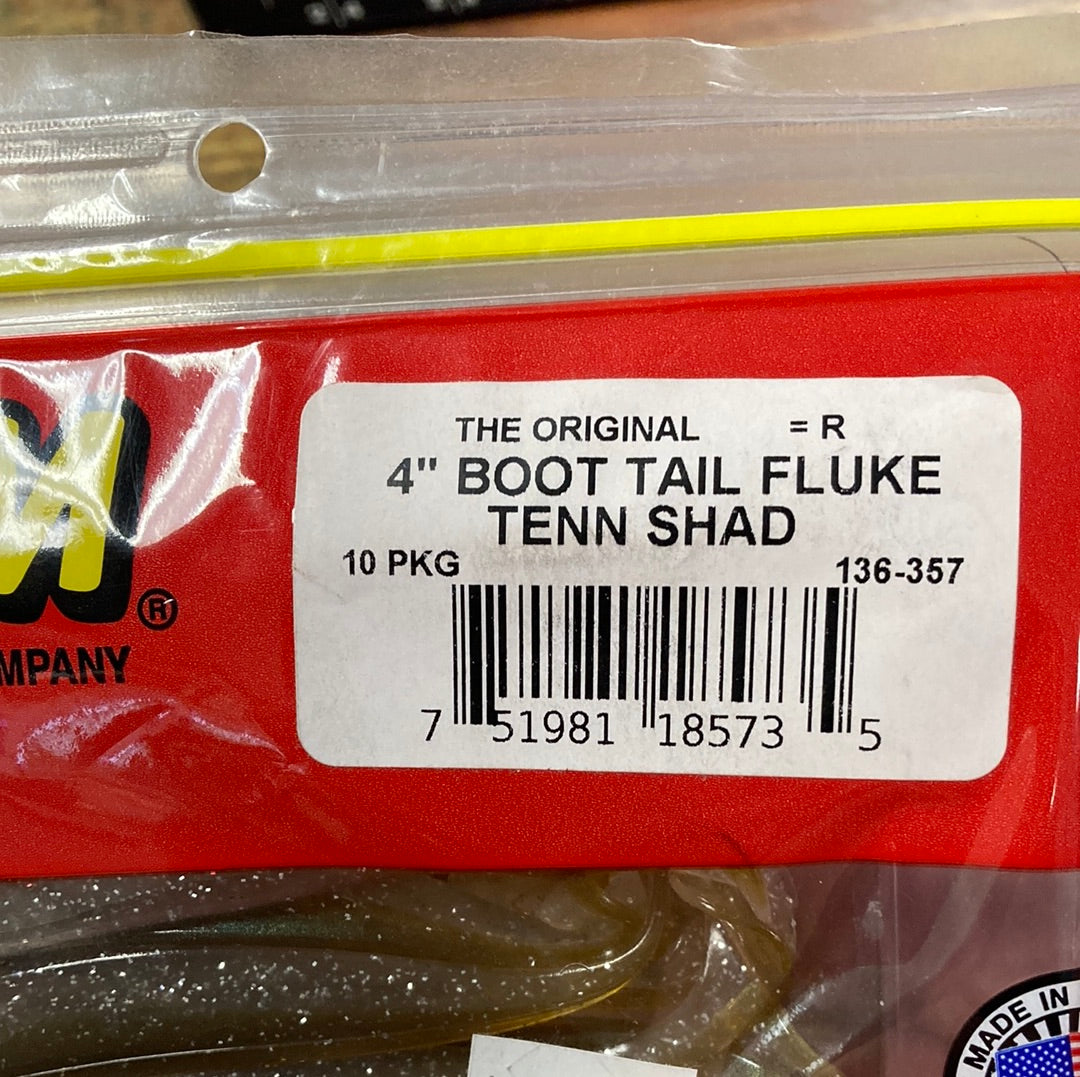 THE ORIGINAL = R
4" BOOT TAIL FLUKE
TENN SHAD
10 PKG 136-357
7 51981 18573 5
®
MPANY
MADE IN